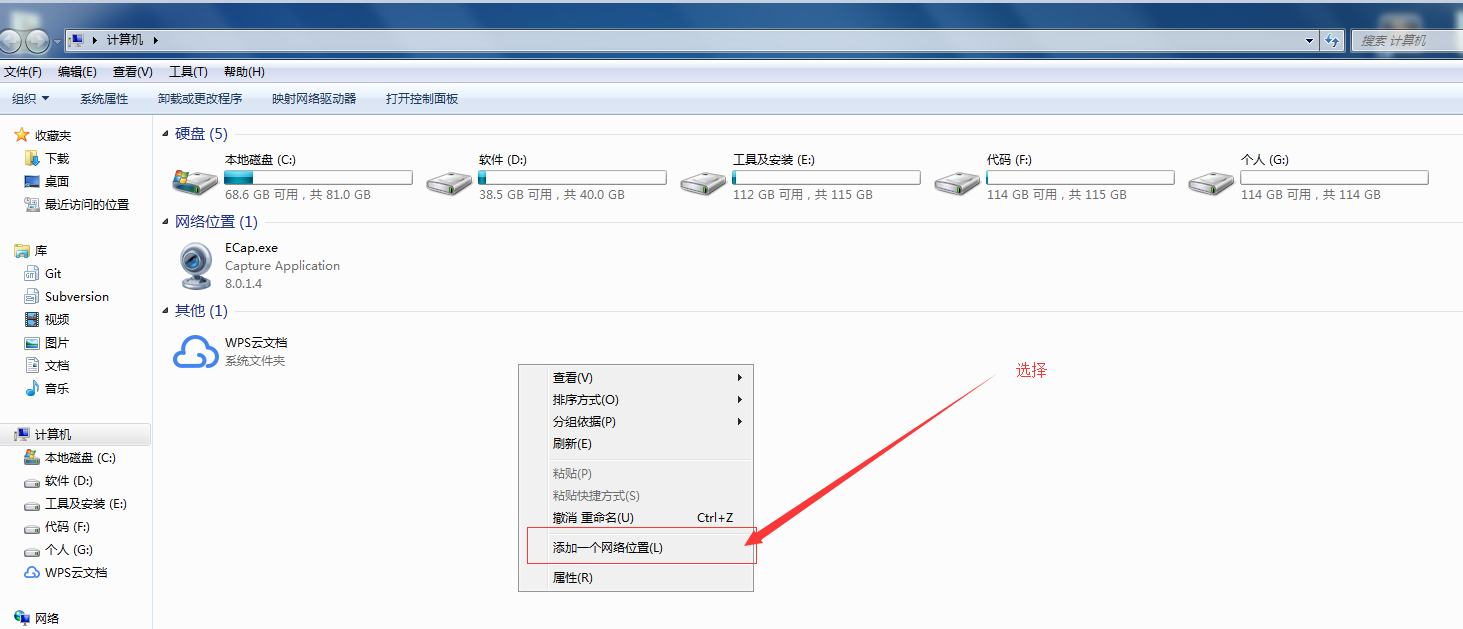 计算机
搜索 计算机
文件(F) 编辑(E) 查看(V) 工具(T) 帮助(H)
组织 系统属性 卸载或更改程序 映射网络驱动器 打开控制面板
收藏夹
下载
桌面
最近访问的位置
库
Git
Subversion
视频
图片
文档
音乐
计算机
本地磁盘 (C:)
软件 (D:)
工具及安装 (E:)
代码 (F:)
个人 (G:)
WPS云文档
网络
硬盘 (5)
本地磁盘 (C:)
68.6 GB 可用，共 81.0 GB
软件 (D:)
38.5 GB 可用，共 40.0 GB
工具及安装 (E:)
112 GB 可用，共 115 GB
代码 (F:)
114 GB 可用，共 115 GB
个人 (G:)
114 GB 可用，共 114 GB
网络位置 (1)
ECap.exe
Capture Application
8.0.1.4
其他 (1)
WPS云文档
系统文件夹
查看(V)
排序方式(O)
分组依据(P)
刷新(E)
粘贴(P)
粘贴快捷方式(S)
撤消 重命名(U) Ctrl+Z
添加一个网络位置(L)
属性(R)
选择